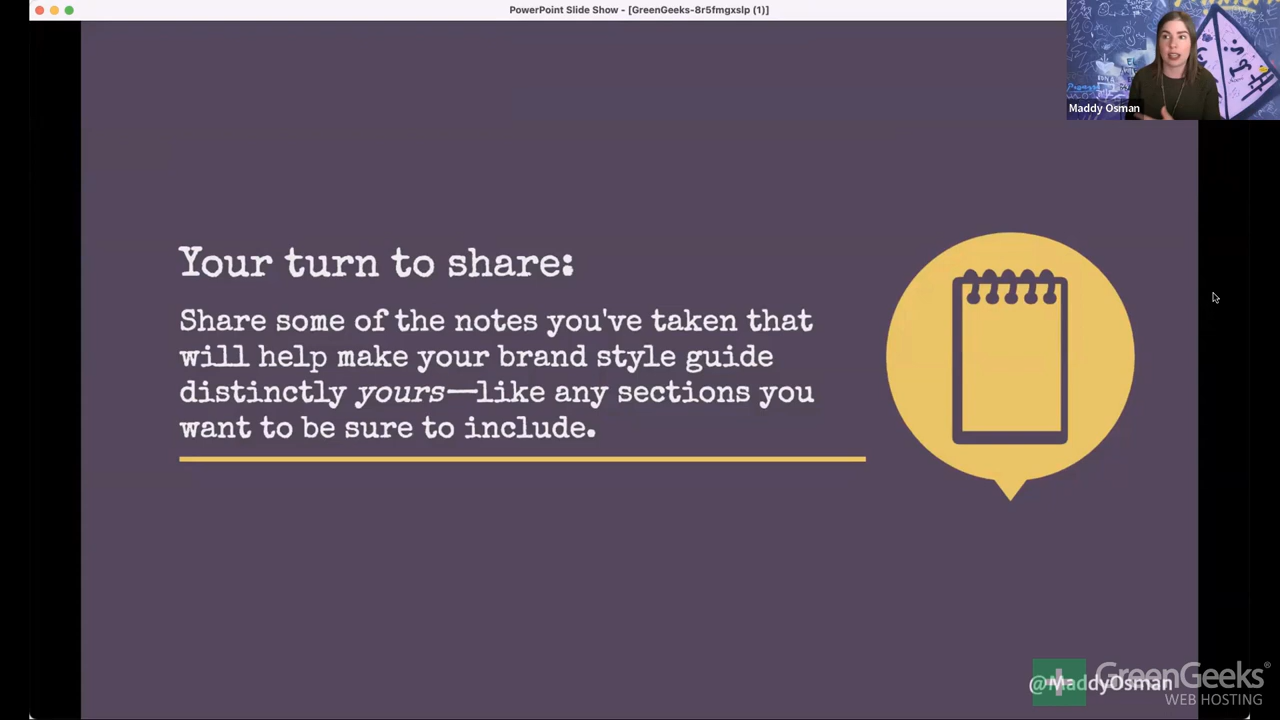 PowerPoint Slide Show - [GreenGeeks-8r5fmgxslp (1)]
Maddy Osman
Your turn to share:
Share some of the notes you've taken that
will help make your brand style guide
distinctly yours—like any sections you
want to be sure to include.
@MaddyOsman
GreenGeeks®
WEB HOSTING